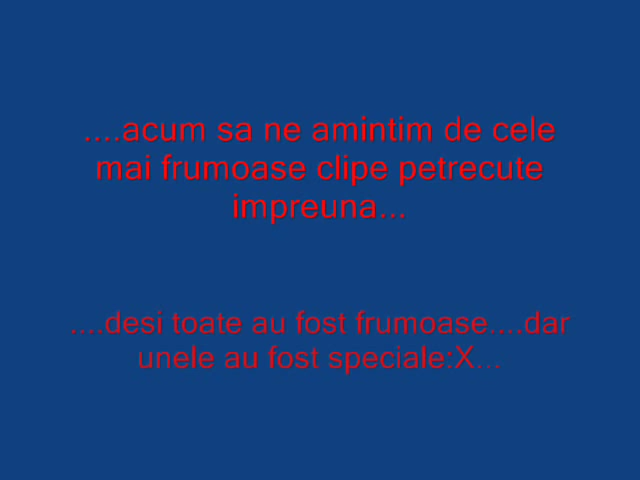 ....acum sa ne amintim de cele
mai frumoase clipe petrecute
impreuna...
....desi toate au fost frumoase....dar
unele au fost speciale:X...